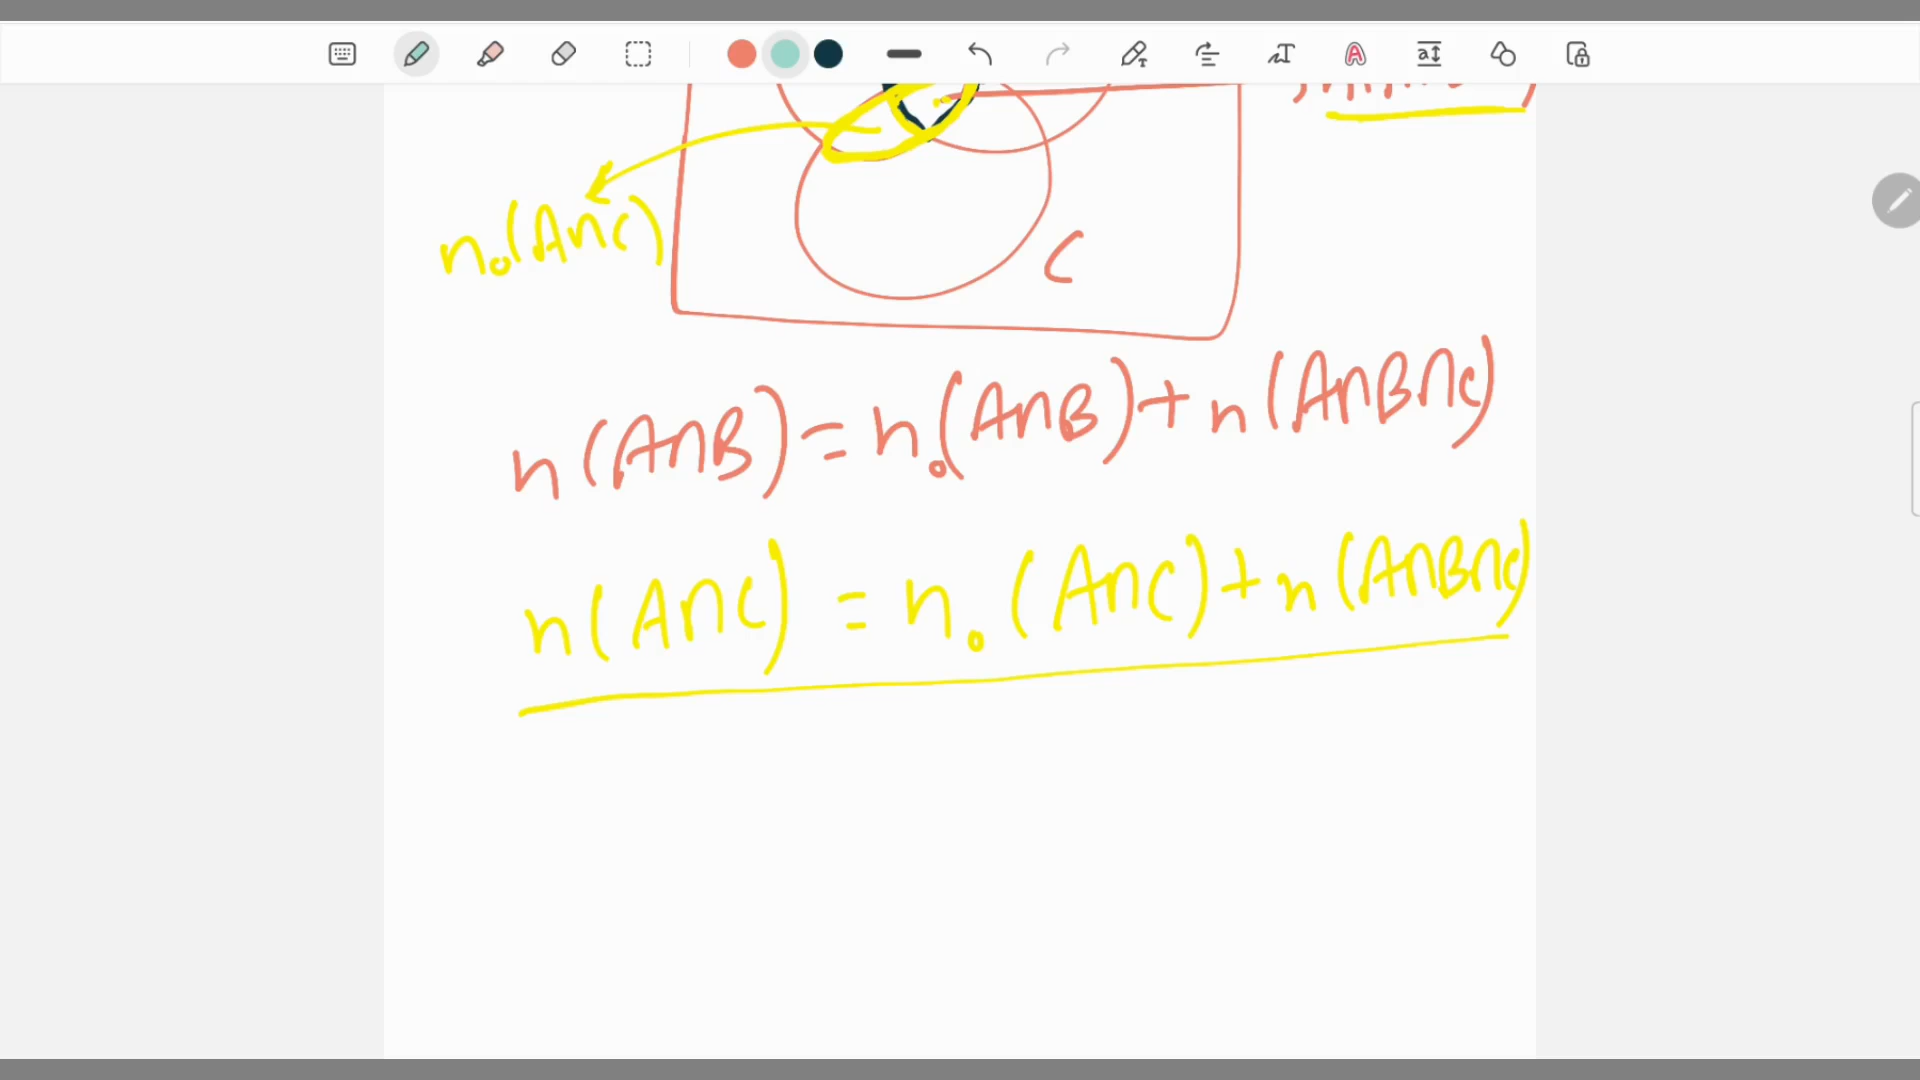 n₀(A∩C)
C
n(A∩B) = n₀(A∩B) + n(A∩B∩C)
n(A∩C) = n₀(A∩C) + n(A∩B∩C)